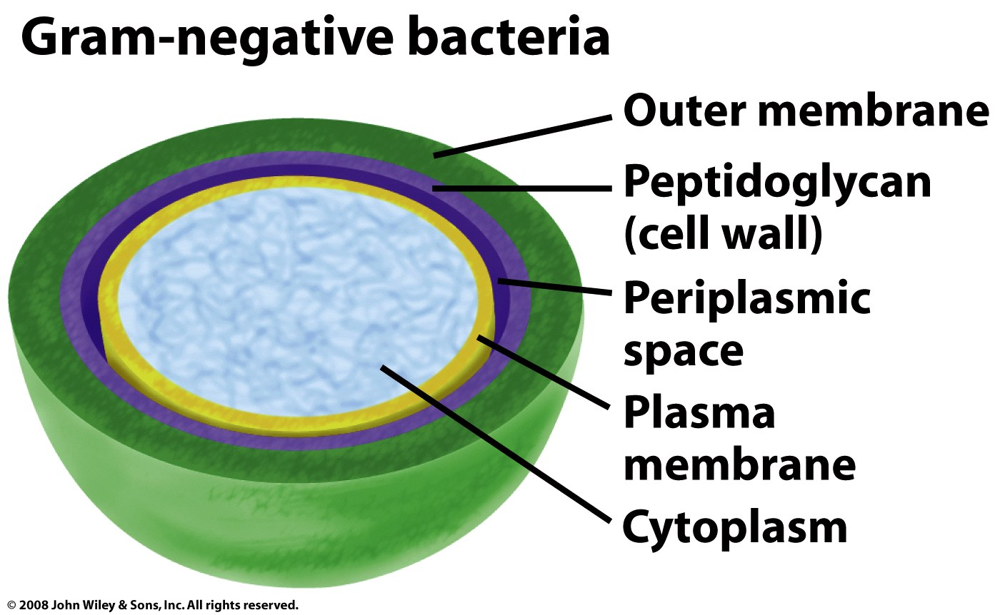 Gram-negative bacteria
Outer membrane
Peptidoglycan
(cell wall)
Periplasmic
space
Plasma
membrane
Cytoplasm
© 2008 John Wiley & Sons, Inc. All rights reserved.